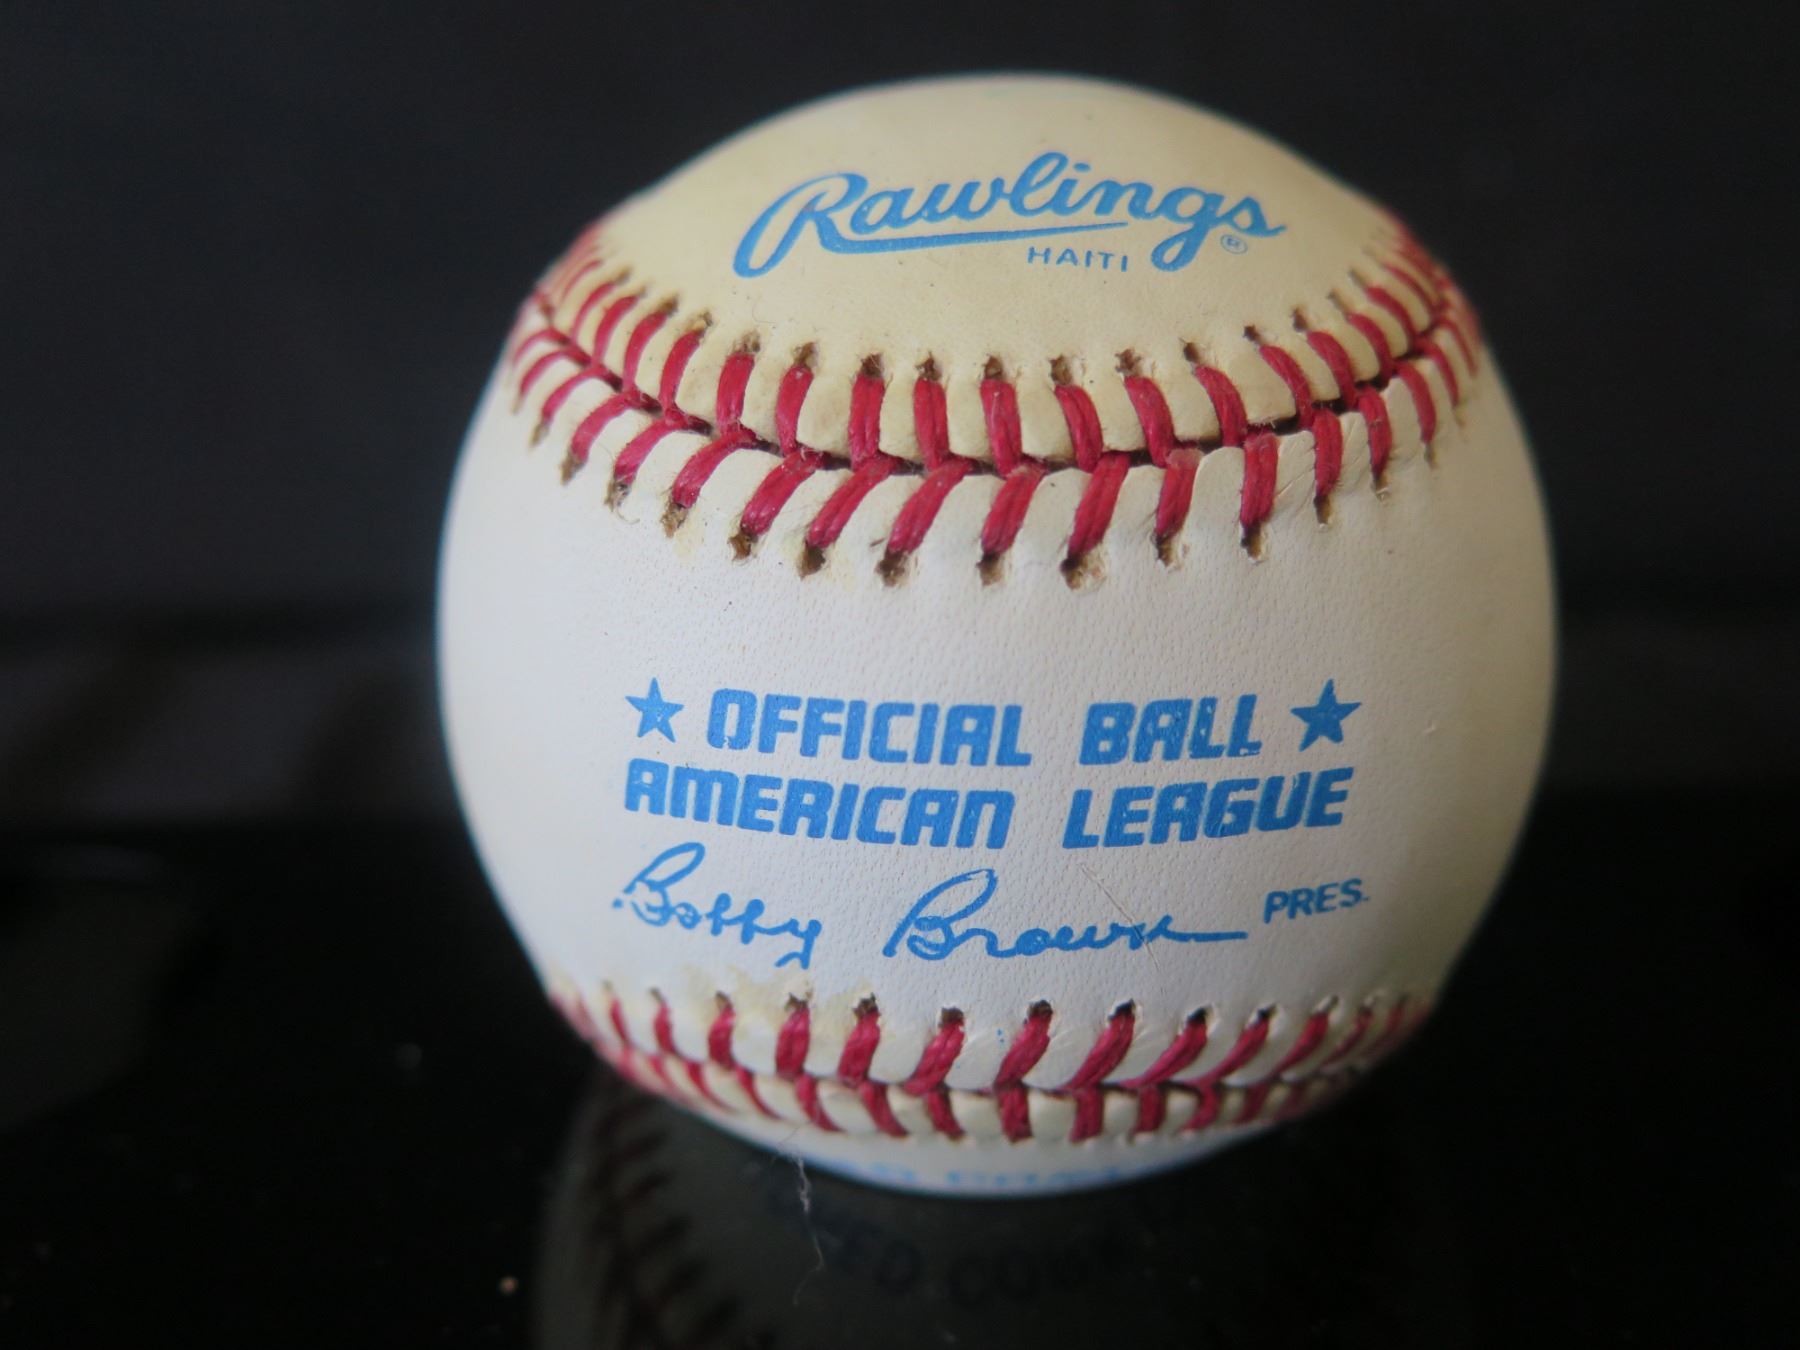 Rawlings®
HAITI
★ OFFICIAL BALL ★
AMERICAN LEAGUE
Bobby Brown PRES.